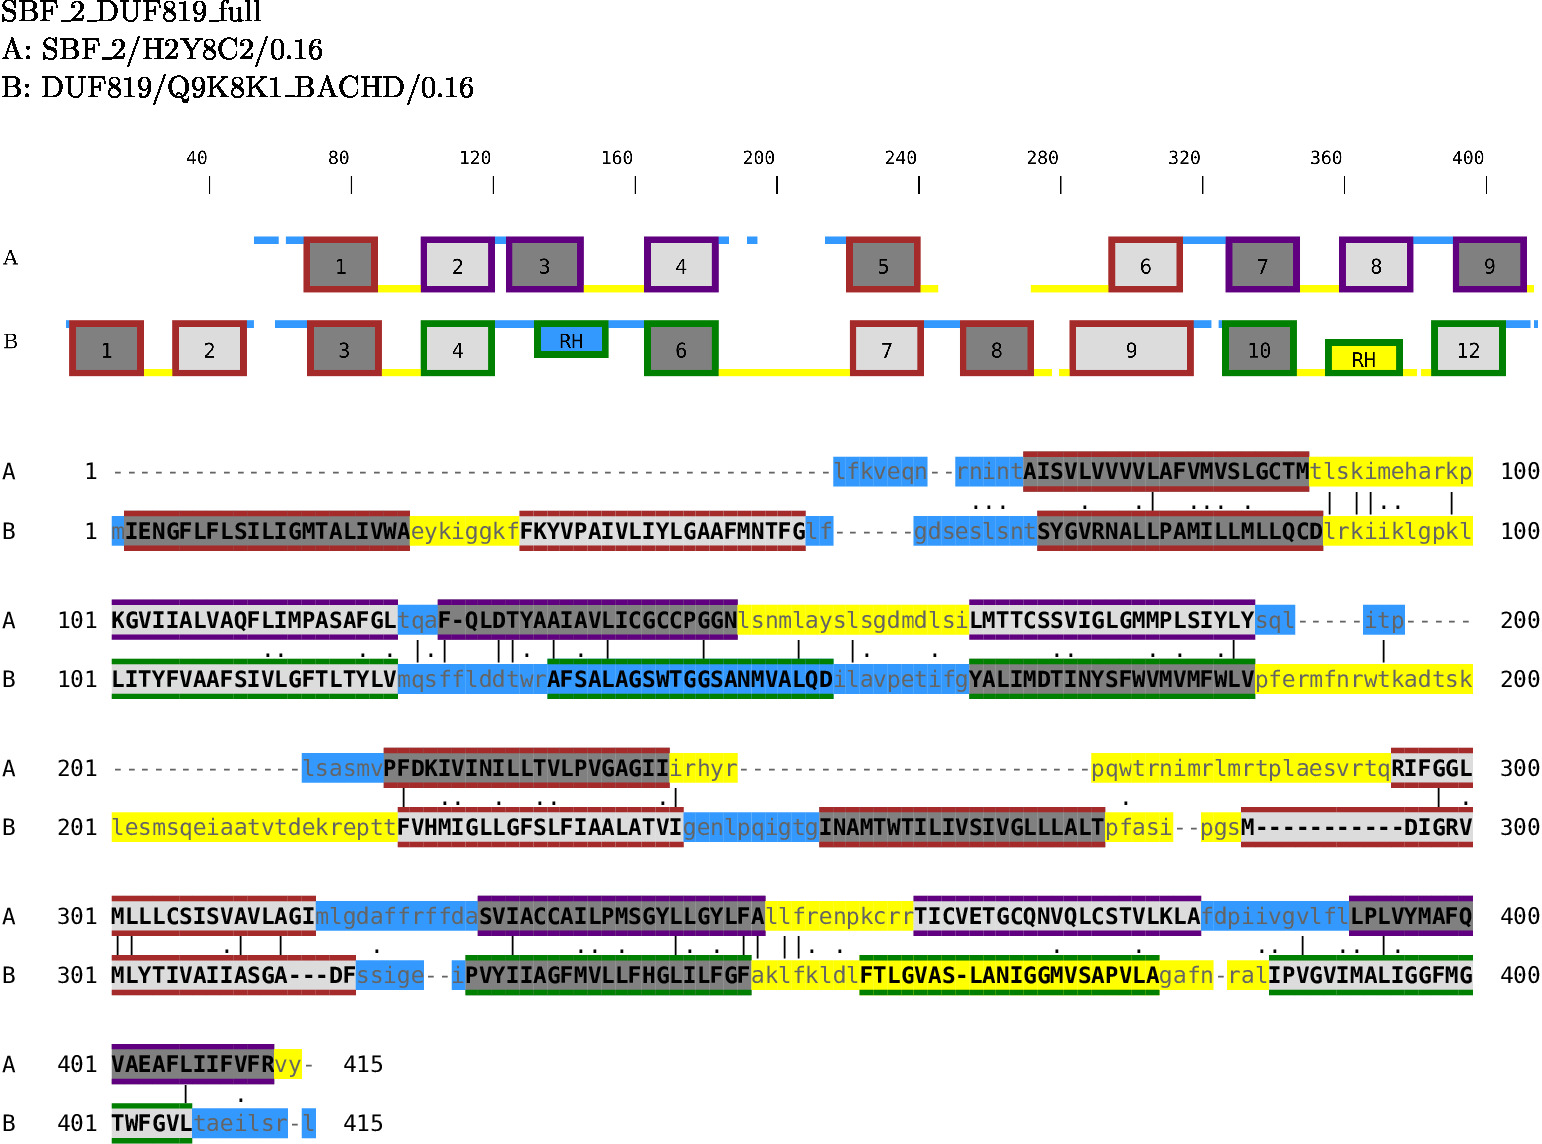 SBF_2_DUF819_full
A: SBF_2/H2Y8C2/0.16
B: DUF819/Q9K8K1_BACHD/0.16
40 80 120 160 200 240 280 320 360 400
A 1 2 3 4 5 6 7 8 9
B 1 2 3 4 RH 6 7 8 9 10 RH 12
A 1 -----------------------------------------------------lfkveqn--rnintAISVLVVVVLAFVMVSLGCTMtlskimeharkp 100
B 1 mIENGFLFLSILIGMTALIVWAeykiggkfFKYVPAIVLIYLGAAFMNTFGlf------gdseslsntSYGVRNALLPAMILLMLLQCDlrkiiklgpkl 100
A 101 KGVIIALVAQFLIMPASAFGLtqaF-QLDTYAAIAVLICGCCPGGNlsnmlayslsgdmdlsiLMTTCSSVIGLGMMPLSIYLYsql-----itp----- 200
B 101 LITYFVAAFSIVLGFTLTYLVmqsfflddtwrAFSALAGSWTGGSANMVALQDilavpetifgYALIMDTINYSFWVMVMFWLVpfermfnrwtkadtsk 200
A 201 --------------lsasmvPFDKIVINILLTVLPVGAGIIirhyr--------------------------pqwtrnimrlmrtplaesvrtqRIFGGL 300
B 201 lesmsqeiaatvtdekrepttFVHMIGLLGFSLFIAALATVIgenlpqigtgINAMTWTILIVSIVGLLLALTpfasi--pgsM-----------DIGRV 300
A 301 MLLLCSISVAVLAGImlgdaffrffdaSVIACCAILPMSGYLLGYLFAllfrenpkcrrTICVETGCQNVQLCSTVLKLAfdpiivgvlflLPLVYMAFQ 400
B 301 MLYTIVAIIASGA---DFssige--iPVYIIAGFMVLLFHGLILFGFaklfkldlFTLGVAS-LANIGGMVSAPVLAgafn-ralIPVGVIMALIGGFMG 400
A 401 VAEAFLIIFVFRvy- 415
B 401 TWFGVLtaeilsr-l 415